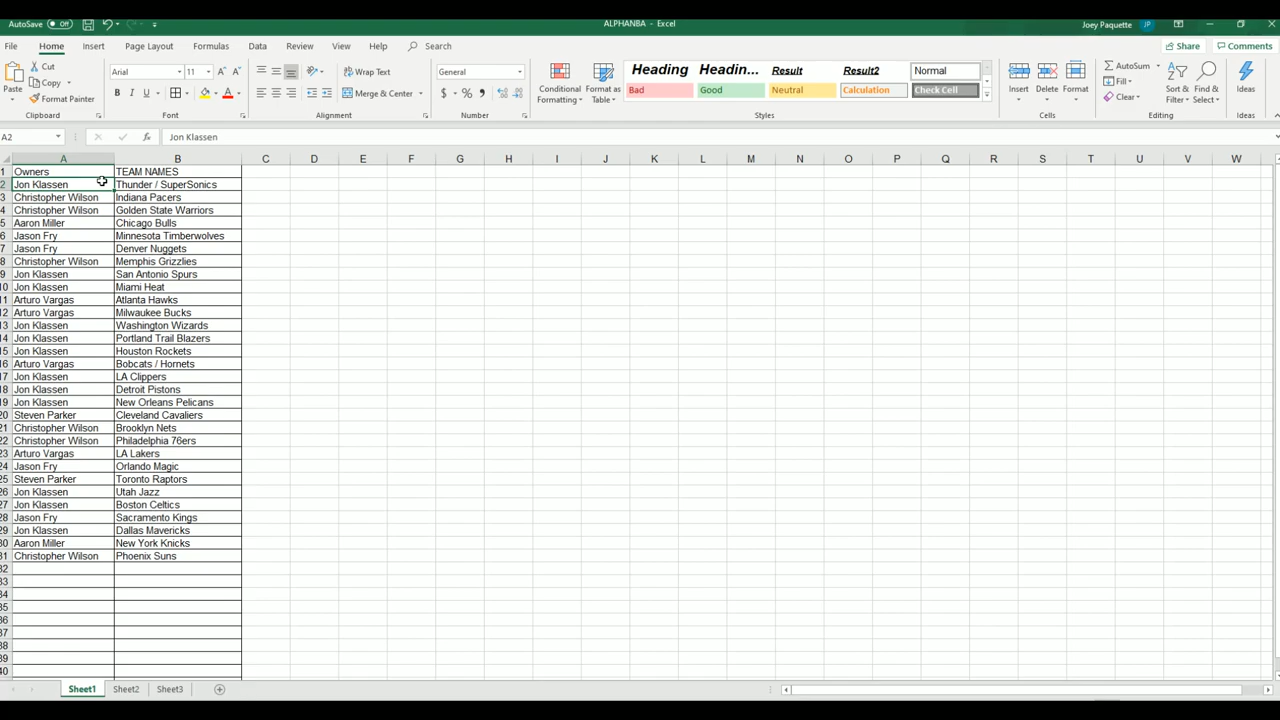 AutoSave Off ALPHANBA - Excel Joey Paquette JP
File Home Insert Page Layout Formulas Data Review View Help Search Share Comments
Paste Cut Copy Format Painter Clipboard
Arial 11 A A B I U A Font
Wrap Text Merge & Center Alignment
General $ % Number
Conditional Formatting Format as Table
Heading Headin... Result Result2 Normal
Bad Good Neutral Calculation Check Cell
Styles
Insert Delete Format Cells
AutoSum Fill Clear Sort & Filter Find & Select Editing
Ideas Ideas
A2 fx Jon Klassen
A B C D E F G H I J K L M N O P Q R S T U V W
1 Owners TEAM NAMES
2 Jon Klassen Thunder / SuperSonics
3 Christopher Wilson Indiana Pacers
4 Christopher Wilson Golden State Warriors
5 Aaron Miller Chicago Bulls
6 Jason Fry Minnesota Timberwolves
7 Jason Fry Denver Nuggets
8 Christopher Wilson Memphis Grizzlies
9 Jon Klassen San Antonio Spurs
10 Jon Klassen Miami Heat
11 Arturo Vargas Atlanta Hawks
12 Arturo Vargas Milwaukee Bucks
13 Jon Klassen Washington Wizards
14 Jon Klassen Portland Trail Blazers
15 Jon Klassen Houston Rockets
16 Arturo Vargas Bobcats / Hornets
17 Jon Klassen LA Clippers
18 Jon Klassen Detroit Pistons
19 Jon Klassen New Orleans Pelicans
20 Steven Parker Cleveland Cavaliers
21 Christopher Wilson Brooklyn Nets
22 Christopher Wilson Philadelphia 76ers
23 Arturo Vargas LA Lakers
24 Jason Fry Orlando Magic
25 Steven Parker Toronto Raptors
26 Jon Klassen Utah Jazz
27 Jon Klassen Boston Celtics
28 Jason Fry Sacramento Kings
29 Jon Klassen Dallas Mavericks
30 Aaron Miller New York Knicks
31 Christopher Wilson Phoenix Suns
32
33
34
35
36
37
38
39
40
Sheet1 Sheet2 Sheet3